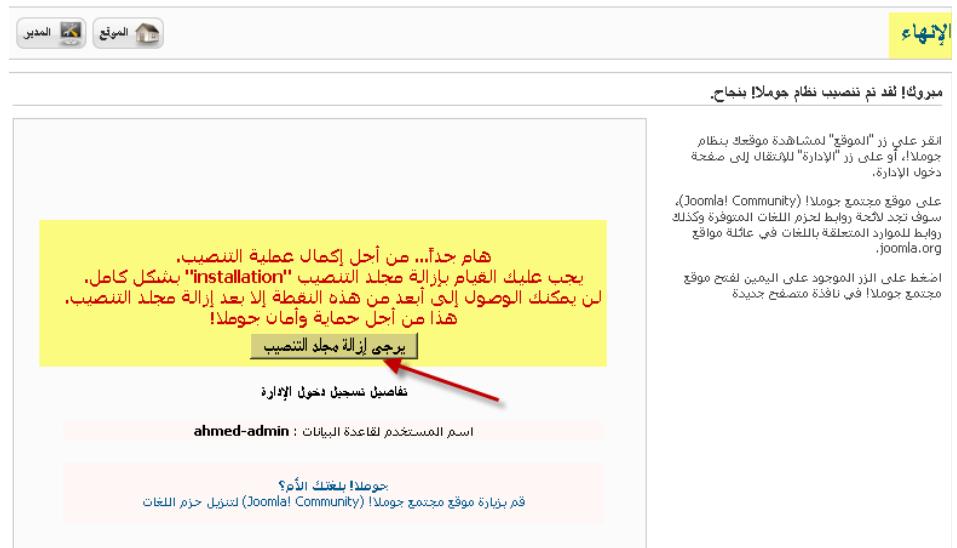 الإنهاء
الموقع
المدير
مبروك! لقد تم تنصيب نظام جوملا! بنجاح.
انقر على زر "الموقع" لمشاهدة موقعك بنظام
جوملا!، أو على زر "الإدارة" للإنتقال إلى صفحة
دخول الإدارة.
على موقع مجتمع جوملا! (Joomla! Community)،
سوف تجد لائحة روابط لحزم اللغات المتوفرة وكذلك
روابط للموارد المتعلقة باللغات في عائلة مواقع
joomla.org.
اضغط على الزر الموجود على اليمين لفتح موقع
مجتمع جوملا! في نافذة متصفح جديدة
هام جداً... من أجل إكمال عملية التنصيب،
يجب عليك القيام بإزالة مجلد التنصيب "installation" بشكل كامل.
لن يمكنك الوصول إلى أبعد من هذه النقطة إلا بعد إزالة مجلد التنصيب.
هذا من أجل حماية وأمان جوملا!
يرجى إزالة مجلد التنصيب
تفاصيل تسجيل دخول الإدارة
اسم المستخدم لقاعدة البيانات : ahmed-admin
جوملا! بلغتك الأم؟
قم بزيارة موقع مجتمع جوملا! (Joomla! Community) لتنزيل حزم اللغات